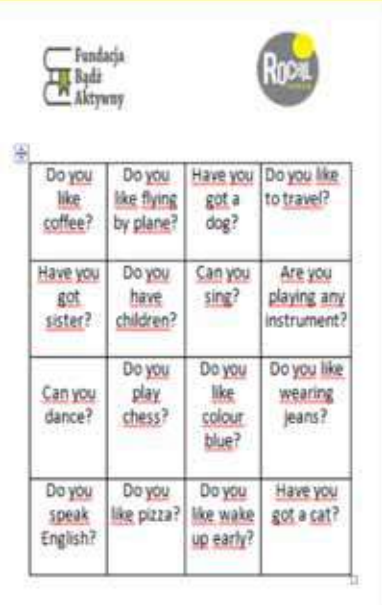 Fundacja
Bądź
Aktywny
Rocal
Do you
like
coffee?
Do you
like flying
by plane?
Have you
got a
dog?
Do you like
to travel?
Have you
got
sister?
Do you
have
children?
Can you
sing?
Are you
playing any
instrument?
Can you
dance?
Do you
play
chess?
Do you
like
colour
blue?
Do you like
wearing
jeans?
Do you
speak
English?
Do you
like pizza?
Do you
like wake
up early?
Have you
got a cat?